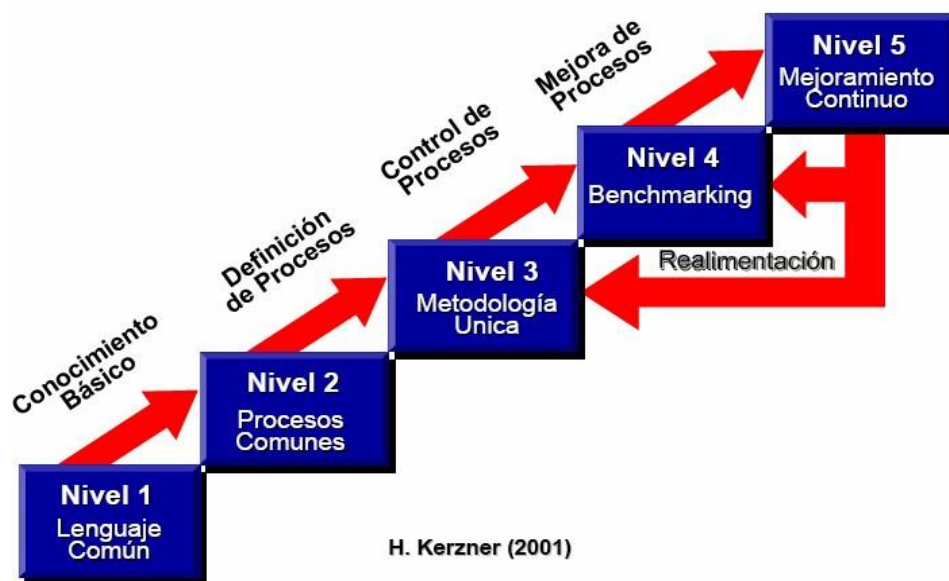 Nivel 5
Mejoramiento
Continuo
Mejora de
Procesos
Nivel 4
Benchmarking
Control de
Procesos
Realimentación
Nivel 3
Metodología
Unica
Definición
de Procesos
Nivel 2
Procesos
Comunes
Conocimiento
Básico
Nivel 1
Lenguaje
Común
H. Kerzner (2001)